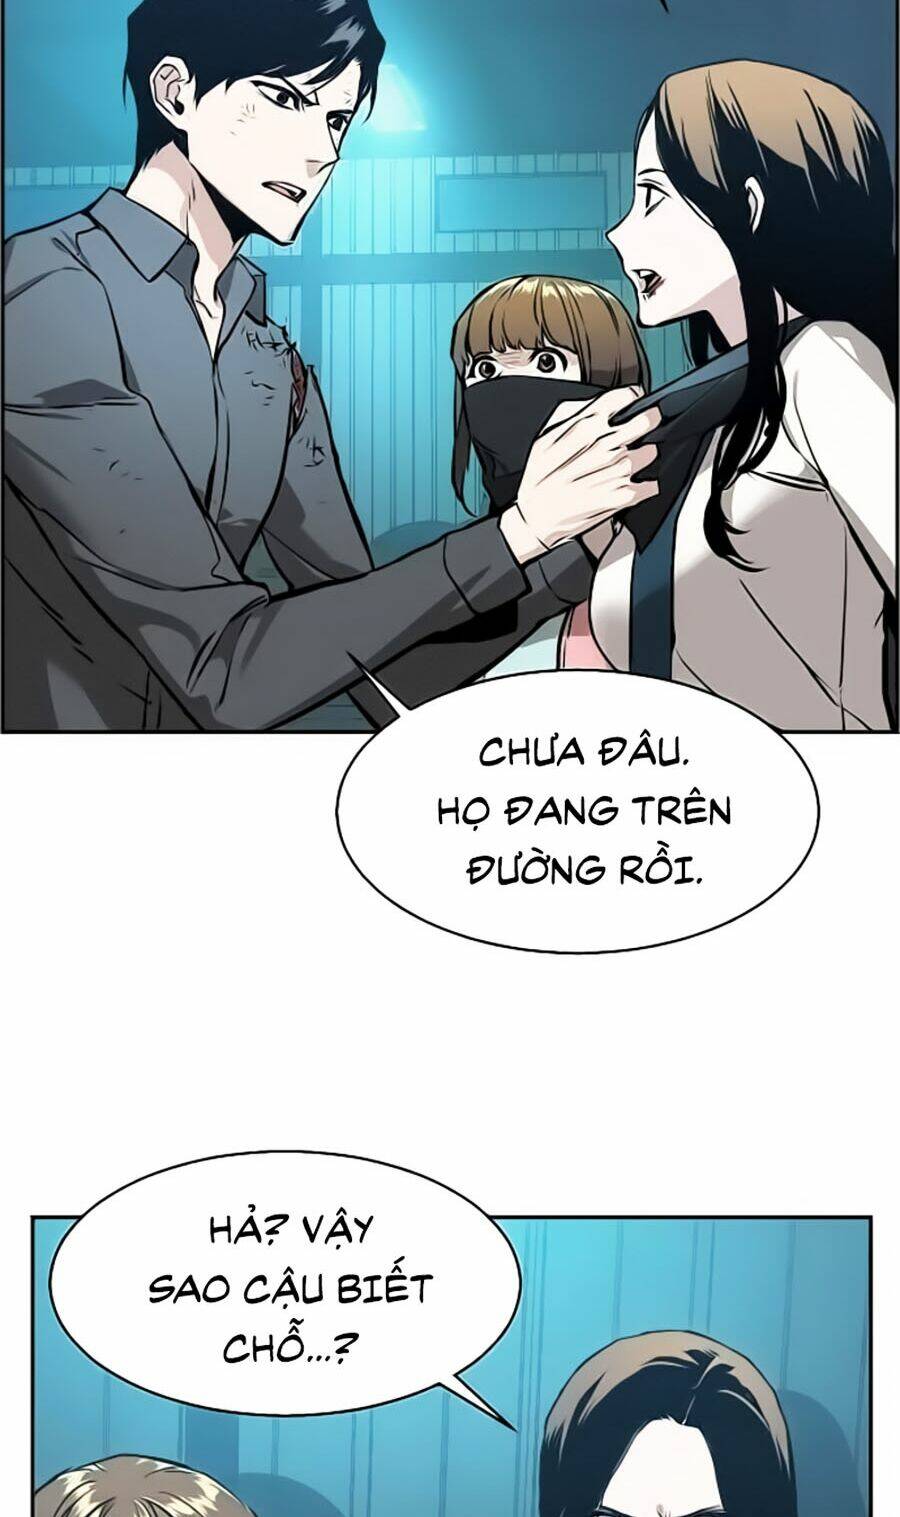 CHƯA ĐÂU.
HỌ ĐANG TRÊN
ĐƯỜNG RỒI.
HẢ? VẬY
SAO CẬU BIẾT
CHỖ...?